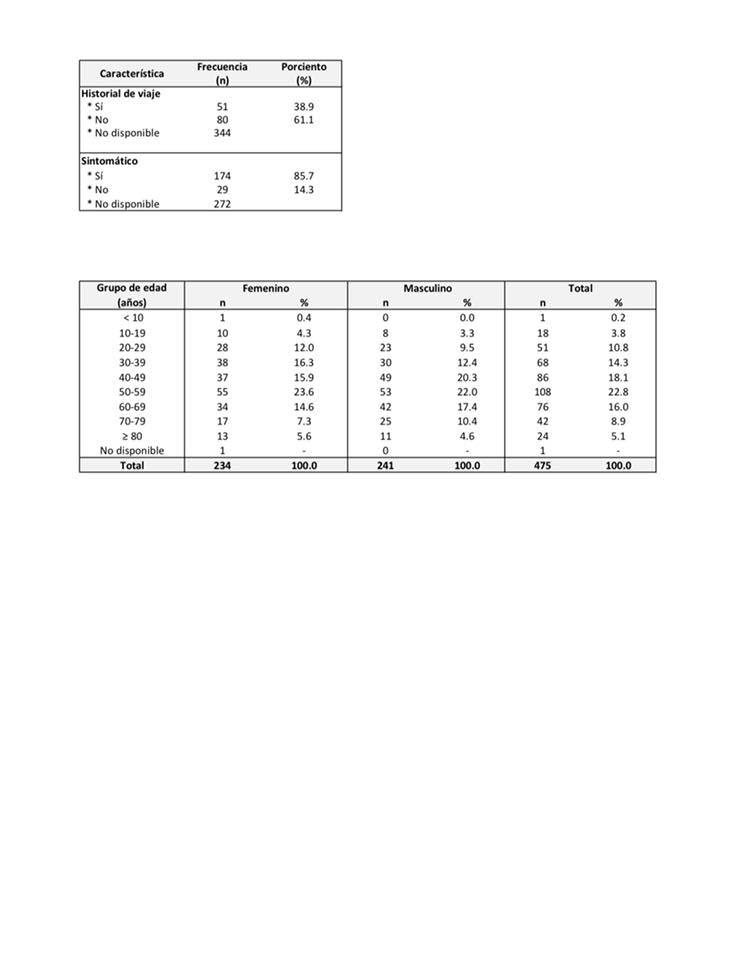 Característica Frecuencia (n) Porciento (%)
Historial de viaje
* Sí 51 38.9
* No 80 61.1
* No disponible 344
Sintomático
* Sí 174 85.7
* No 29 14.3
* No disponible 272
Grupo de edad Femenino Masculino Total
(años) n % n % n %
< 10 1 0.4 0 0.0 1 0.2
10-19 10 4.3 8 3.3 18 3.8
20-29 28 12.0 23 9.5 51 10.8
30-39 38 16.3 30 12.4 68 14.3
40-49 37 15.9 49 20.3 86 18.1
50-59 55 23.6 53 22.0 108 22.8
60-69 34 14.6 42 17.4 76 16.0
70-79 17 7.3 25 10.4 42 8.9
≥ 80 13 5.6 11 4.6 24 5.1
No disponible 1 - 0 - 1 -
Total 234 100.0 241 100.0 475 100.0